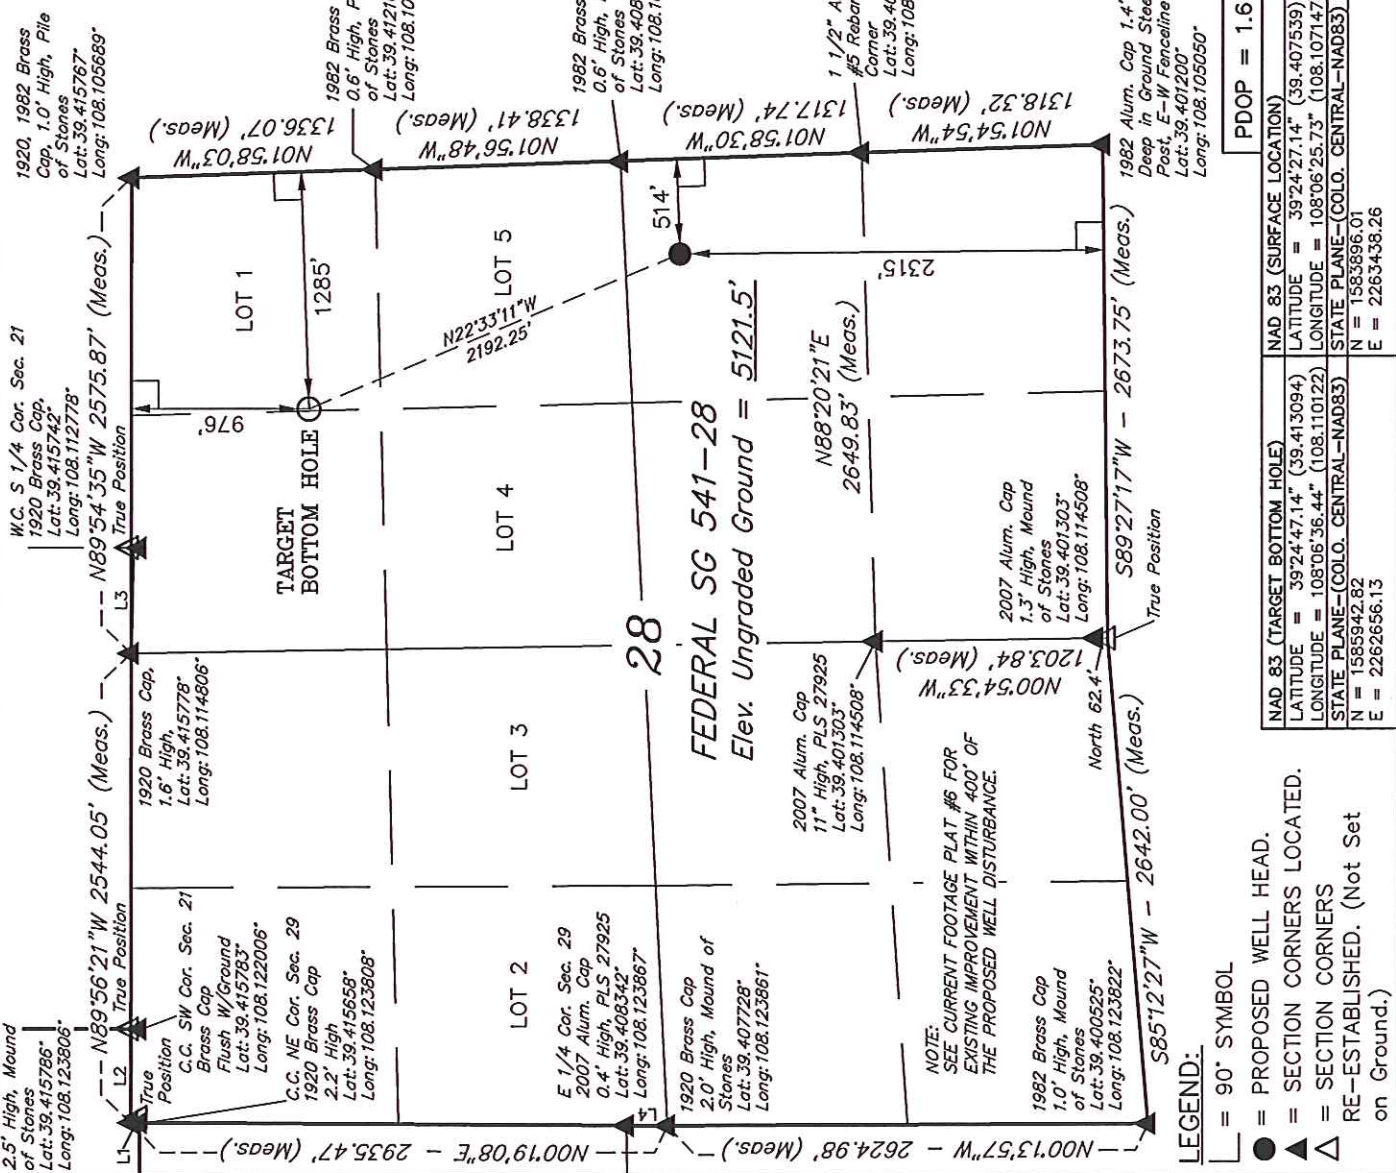 2.5' High, Mound
of Stones
Lat: 39.415786°
Long: 108.123806°
N89°56'21"W 2544.05' (Meas.)
L1
L2
True Position
True
Position
C.C. SW Cor. Sec. 21
Brass Cap
Flush W/Ground
Lat: 39.415783°
Long: 108.122006°
C.C. NE Cor. Sec. 29
1920 Brass Cap
2.2' High
Lat: 39.415658°
Long: 108.123808°
1920 Brass Cap,
1.6' High,
Lat: 39.415778°
Long: 108.114806°
L3
W.C. S 1/4 Cor. Sec. 21
1920 Brass Cap,
Lat: 39.415742°
Long: 108.112778°
N89°54'35"W 2575.87' (Meas.)
True Position
1920, 1982 Brass
Cap, 1.0' High, Pile
of Stones
Lat: 39.415767°
Long: 108.105689°
N01°58'03"W
1336.07' (Meas.)
1982 Brass
0.6' High, P
of Stones
Lat: 39.4121
Long: 108.10
N01°56'48"W
1338.41' (Meas.)
1982 Brass
0.6' High,
of Stones
Lat: 39.408
Long: 108.1
N01°58'30"W
1317.74' (Meas.)
1 1/2" A
#5 Rebar
Corner
Lat: 39.40
Long: 108
N01°54'54"W
1318.32' (Meas.)
1982 Alum. Cap 1.4'
Deep in Ground Stee
Post, E-W Fenceline
Lat: 39.401200°
Long: 108.105050°
LOT 1
976'
1285'
TARGET
BOTTOM HOLE
N22°33'11"W
2192.25'
LOT 5
LOT 4
LOT 3
LOT 2
514'
2315'
28
FEDERAL SG 541-28
Elev. Ungraded Ground = 5121.5'
E 1/4 Cor. Sec. 29
2007 Alum. Cap
0.4' High, PLS 27925
Lat: 39.408342°
Long: 108.123867°
L4
1920 Brass Cap
2.0' High, Mound of
Stones
Lat: 39.407728°
Long: 108.123861°
N00°19'08"E - 2935.47' (Meas.)
N00°13'57"W - 2624.98' (Meas.)
N88°20'21"E
2649.83' (Meas.)
2007 Alum. Cap
11" High, PLS 27925
Lat: 39.401303°
Long: 108.114508°
N00°54'33"W
1203.84' (Meas.)
2007 Alum. Cap
1.3' High, Mound
of Stones
Lat: 39.401303°
Long: 108.114508°
North 62.4'
True Position
NOTE:
SEE CURRENT FOOTAGE PLAT #6 FOR
EXISTING IMPROVEMENT WITHIN 400' OF
THE PROPOSED WELL DISTURBANCE.
1982 Brass Cap
1.0' High, Mound
of Stones
Lat: 39.400525°
Long: 108.123822°
S85°12'27"W - 2642.00' (Meas.)
S89°27'17"W - 2673.75' (Meas.)
LEGEND:
= 90° SYMBOL
= PROPOSED WELL HEAD.
= SECTION CORNERS LOCATED.
= SECTION CORNERS
RE-ESTABLISHED. (Not Set
on Ground.)
PDOP = 1.6
NAD 83 (TARGET BOTTOM HOLE)
LATITUDE = 39°24'47.14" (39.413094)
LONGITUDE = 108°06'36.44" (108.110122)
STATE PLANE-(COLO. CENTRAL-NAD83)
N = 1585942.82
E = 2262656.13
NAD 83 (SURFACE LOCATION)
LATITUDE = 39°24'27.14" (39.407539)
LONGITUDE = 108°06'25.73" (108.107147
STATE PLANE-(COLO. CENTRAL-NAD83)
N = 1583896.01
E = 2263438.26